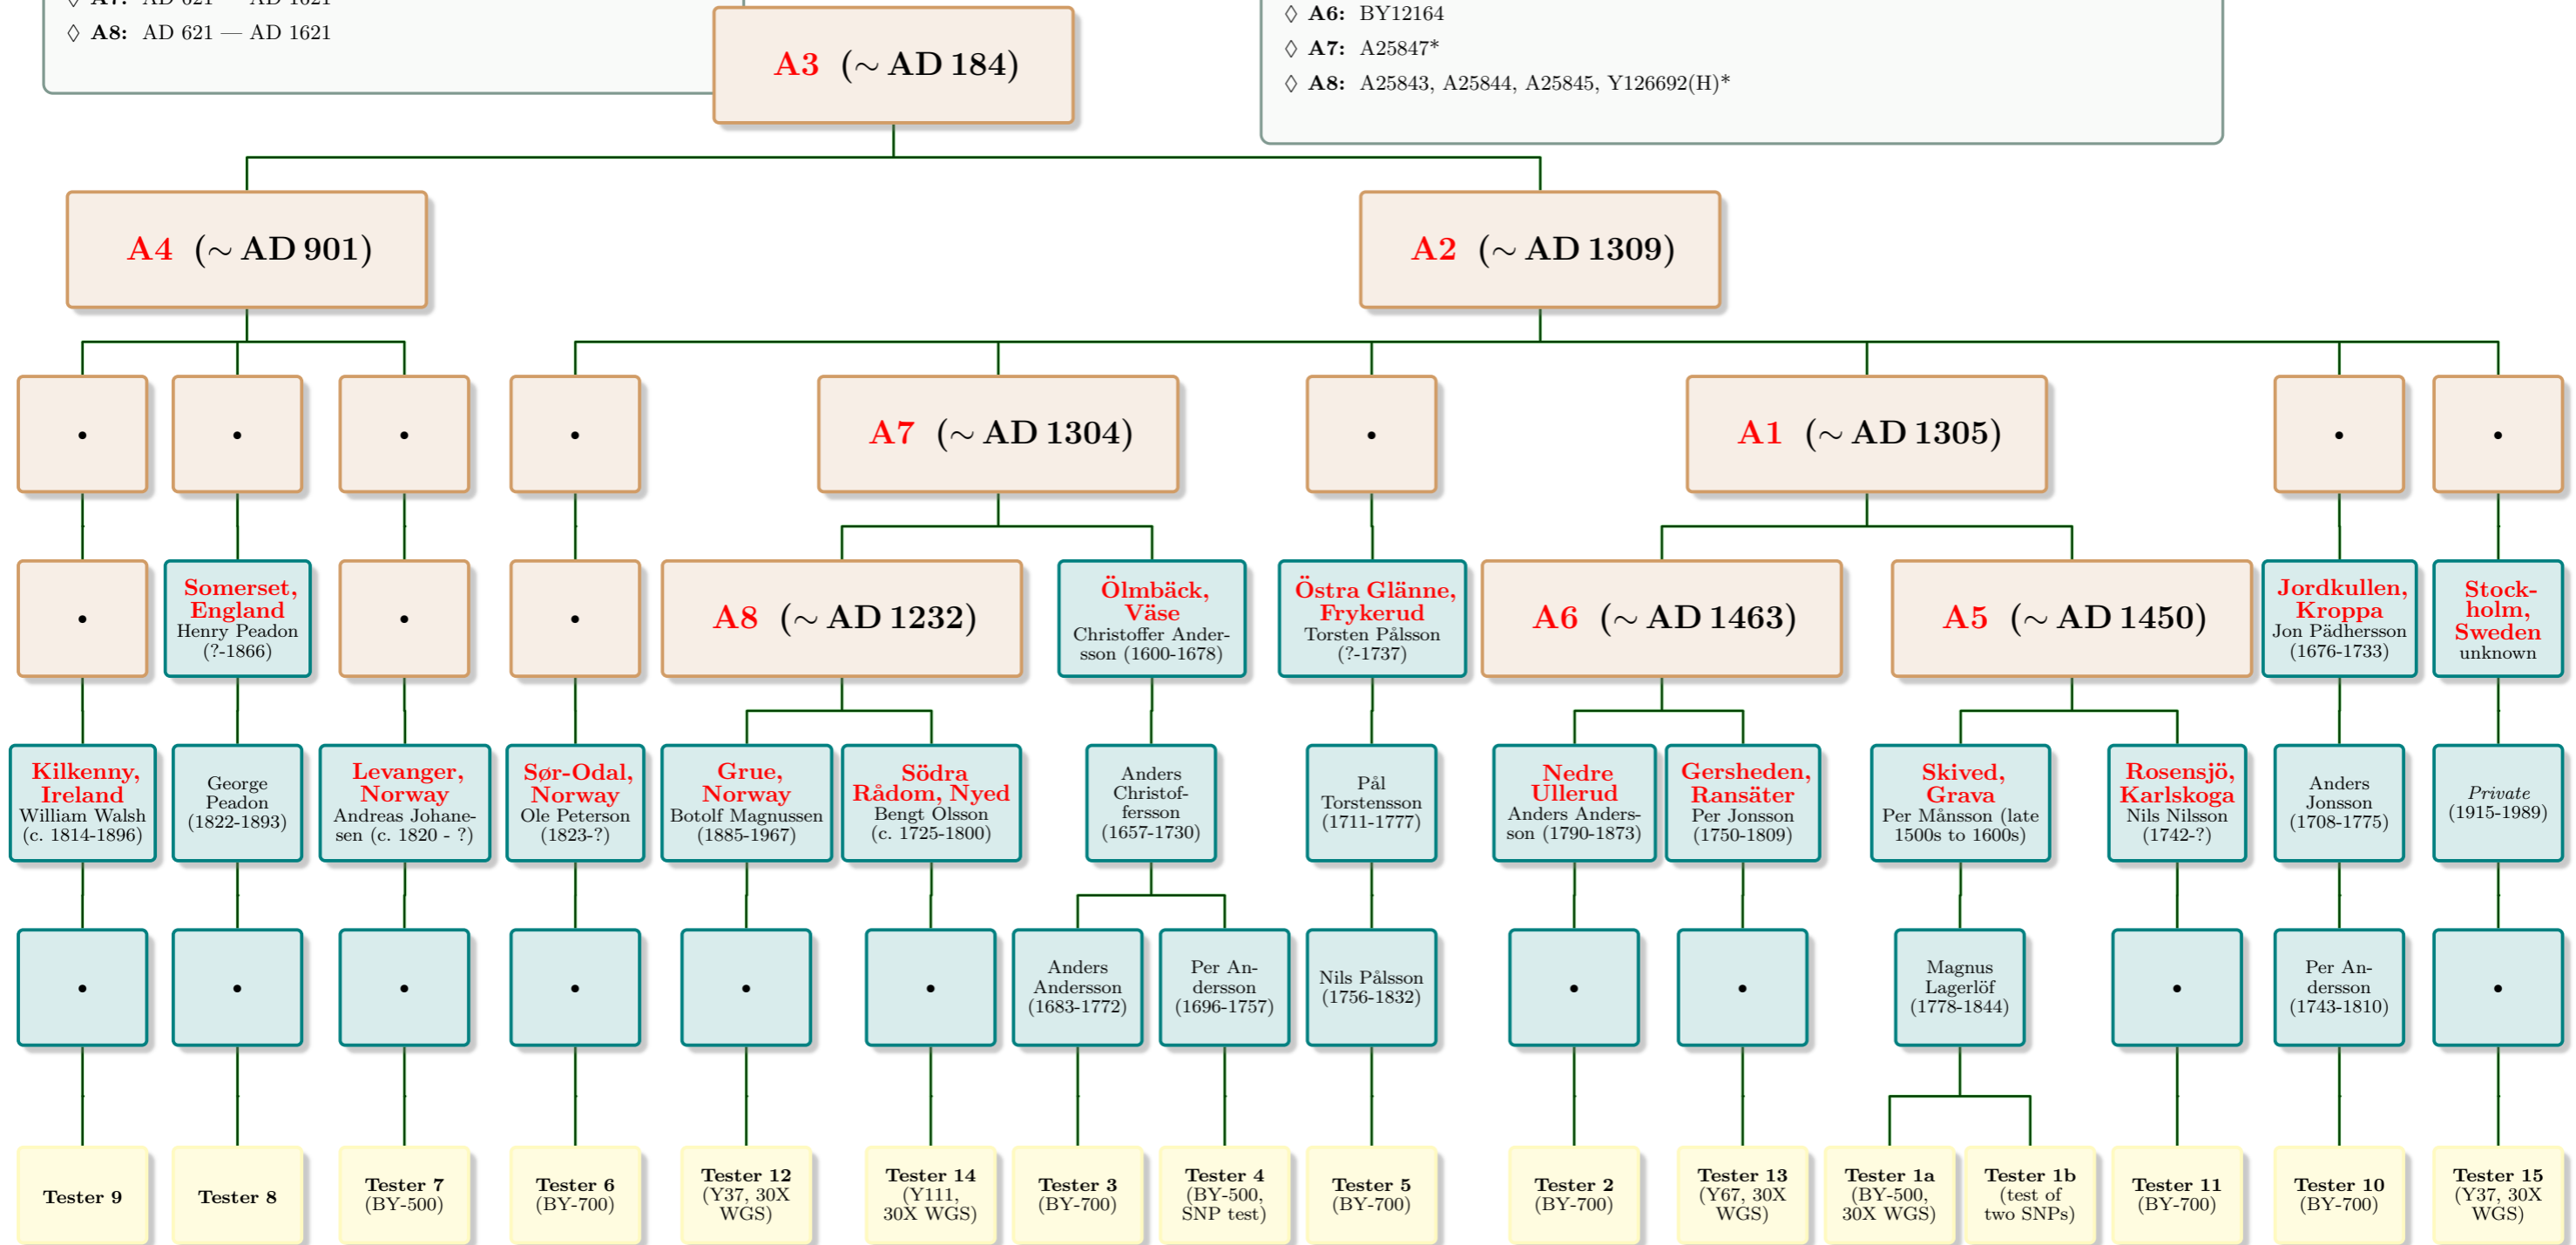 ◊ A7: AD 621 — AD 1621
◊ A8: AD 621 — AD 1621
◊ A6: BY12164
◊ A7: A25847*
◊ A8: A25843, A25844, A25845, Y126692(H)*
A3 (∼ AD 184)
A4 (∼ AD 901)
A2 (∼ AD 1309)
•
•
•
•
A7 (∼ AD 1304)
•
A1 (∼ AD 1305)
•
•
•
Somerset,
England
Henry Peadon
(?-1866)
•
•
A8 (∼ AD 1232)
Ölmbäck,
Väse
Christoffer Ander-
sson (1600-1678)
Östra Glänne,
Frykerud
Torsten Pålsson
(?-1737)
A6 (∼ AD 1463)
A5 (∼ AD 1450)
Jordkullen,
Kroppa
Jon Pädhersson
(1676-1733)
Stock-
holm,
Sweden
unknown
Kilkenny,
Ireland
William Walsh
(c. 1814-1896)
George
Peadon
(1822-1893)
Levanger,
Norway
Andreas Johane-
sen (c. 1820 - ?)
Sør-Odal,
Norway
Ole Peterson
(1823-?)
Grue,
Norway
Botolf Magnussen
(1885-1967)
Södra
Rådom, Nyed
Bengt Olsson
(c. 1725-1800)
Anders
Christof-
fersson
(1657-1730)
Pål
Torstensson
(1711-1777)
Nedre
Ullerud
Anders Anders-
son (1790-1873)
Gersheden,
Ransäter
Per Jonsson
(1750-1809)
Skived,
Grava
Per Månsson (late
1500s to 1600s)
Rosensjö,
Karlskoga
Nils Nilsson
(1742-?)
Anders
Jonsson
(1708-1775)
Private
(1915-1989)
•
•
•
•
•
•
Anders
Andersson
(1683-1772)
Per An-
dersson
(1696-1757)
Nils Pålsson
(1756-1832)
•
•
Magnus
Lagerlöf
(1778-1844)
•
Per An-
dersson
(1743-1810)
•
Tester 9
Tester 8
Tester 7
(BY-500)
Tester 6
(BY-700)
Tester 12
(Y37, 30X
WGS)
Tester 14
(Y111,
30X WGS)
Tester 3
(BY-700)
Tester 4
(BY-500,
SNP test)
Tester 5
(BY-700)
Tester 2
(BY-700)
Tester 13
(Y67, 30X
WGS)
Tester 1a
(BY-500,
30X WGS)
Tester 1b
(test of
two SNPs)
Tester 11
(BY-700)
Tester 10
(BY-700)
Tester 15
(Y37, 30X
WGS)